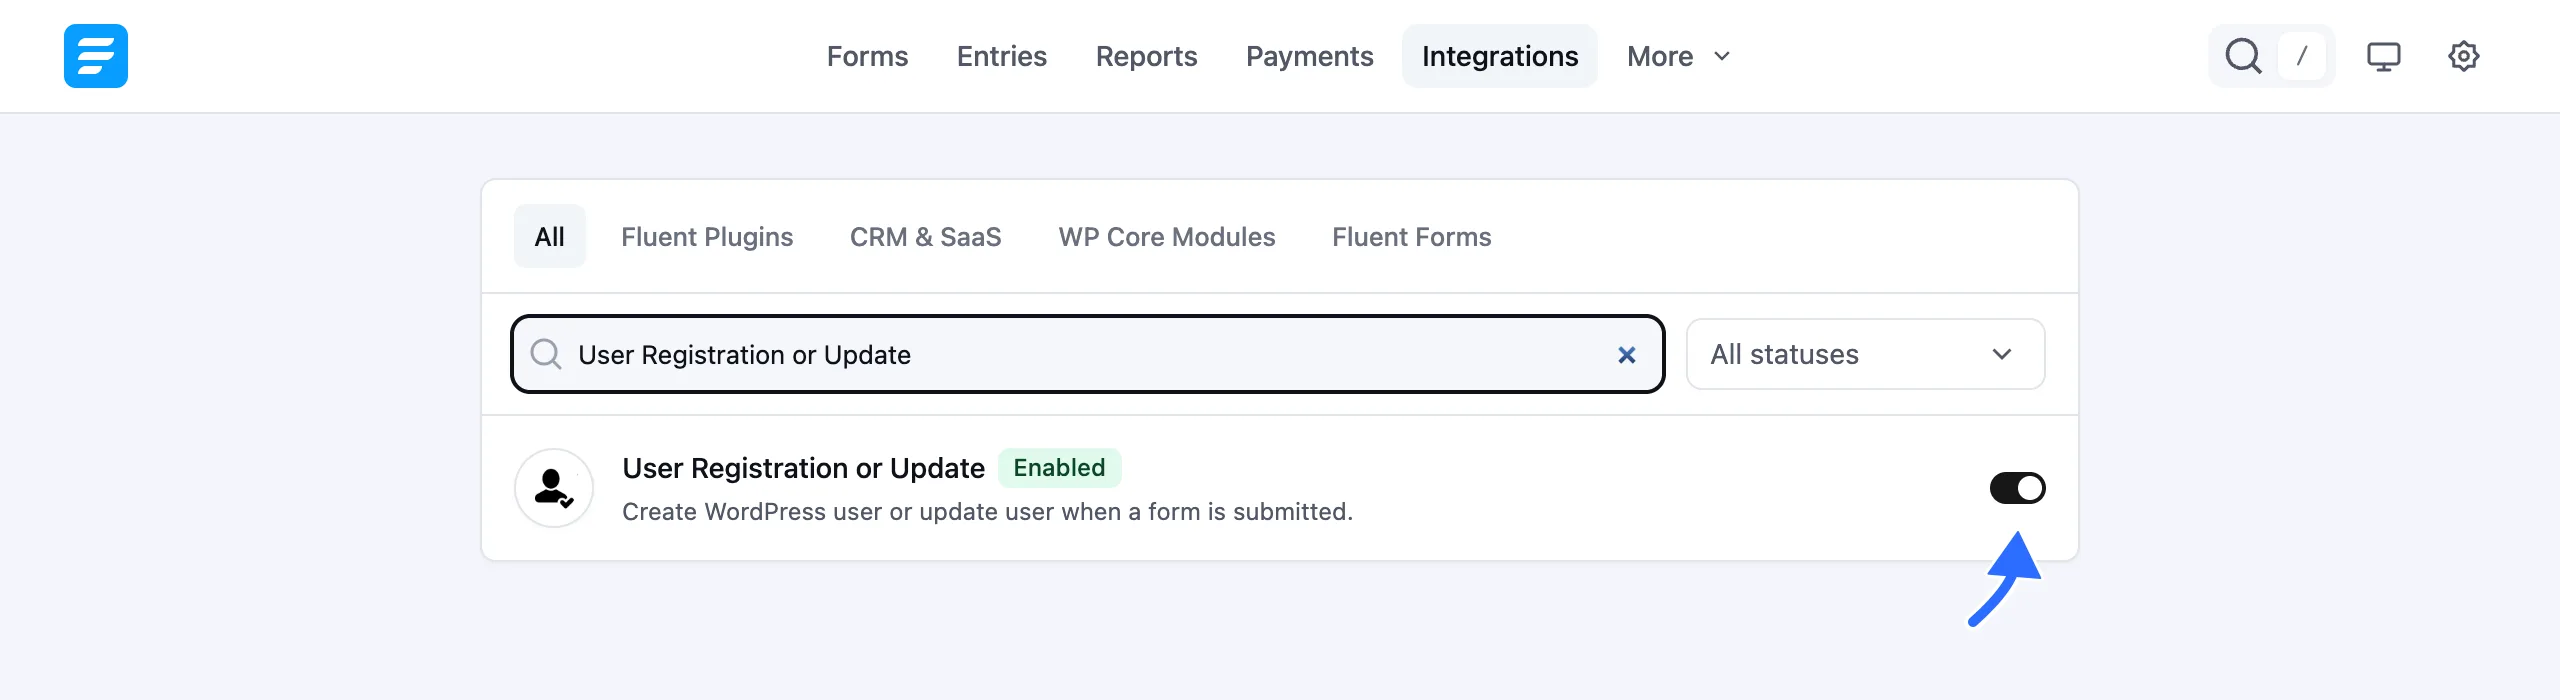 Forms Entries Reports Payments Integrations More /
All Fluent Plugins CRM & SaaS WP Core Modules Fluent Forms
User Registration or Update
All statuses
User Registration or Update Enabled
Create WordPress user or update user when a form is submitted.